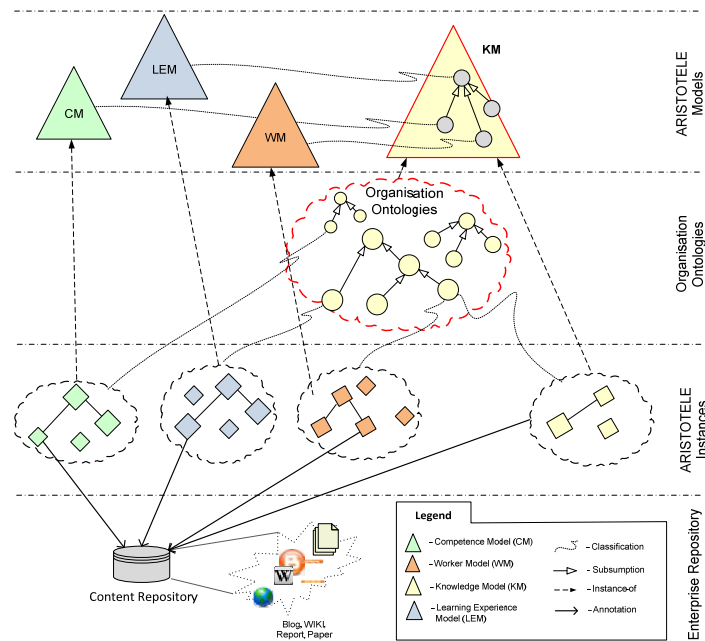 KM
LEM
CM
WM
ARISTOTELE
Models
Organisation
Ontologies
Organisation
Ontologies
ARISTOTELE
Instances
Enterprise Repository
Content Repository
B
W
Blog, WIKI,
Report, Paper
Legend
- Competence Model (CM)
- Worker Model (WM)
- Knowledge Model (KM)
- Learning Experience
Model (LEM)
- Classification
- Subsumption
- Instance-of
- Annotation